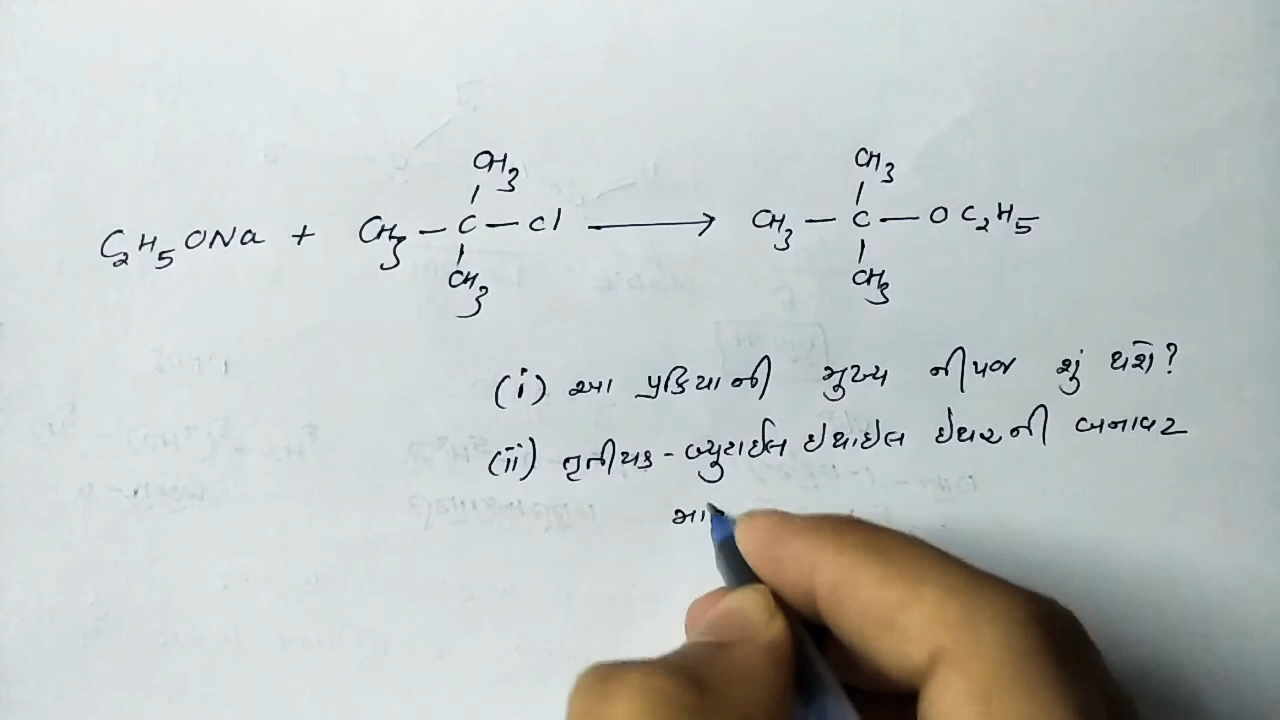 CH3 CH3
C2H5ONa + CH3 – C – Cl ⟶ CH3 – C – OC2H5
CH3 CH3
(i) આ પ્રક્રિયાની મુખ્ય નીપજ શું થશે?
(ii) તૃતીયક - બ્યુટાઈલ ઈથાઈલ ઈથરની બનાવટ